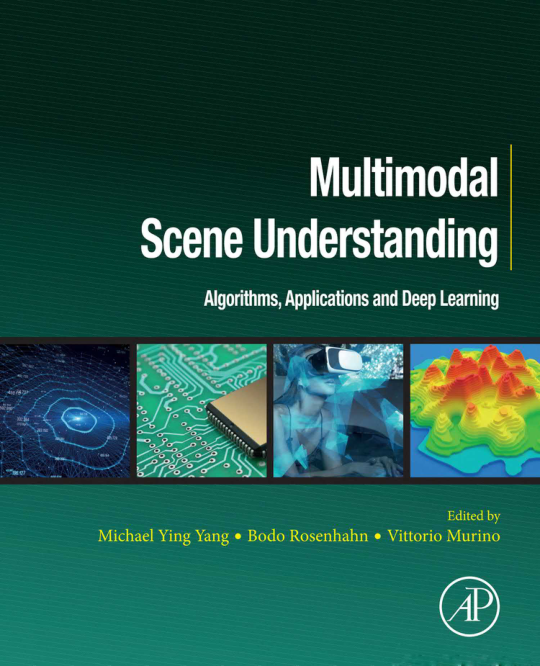 Multimodal
Scene Understanding
Algorithms, Applications and Deep Learning
Edited by
Michael Ying Yang • Bodo Rosenhahn • Vittorio Murino
AP